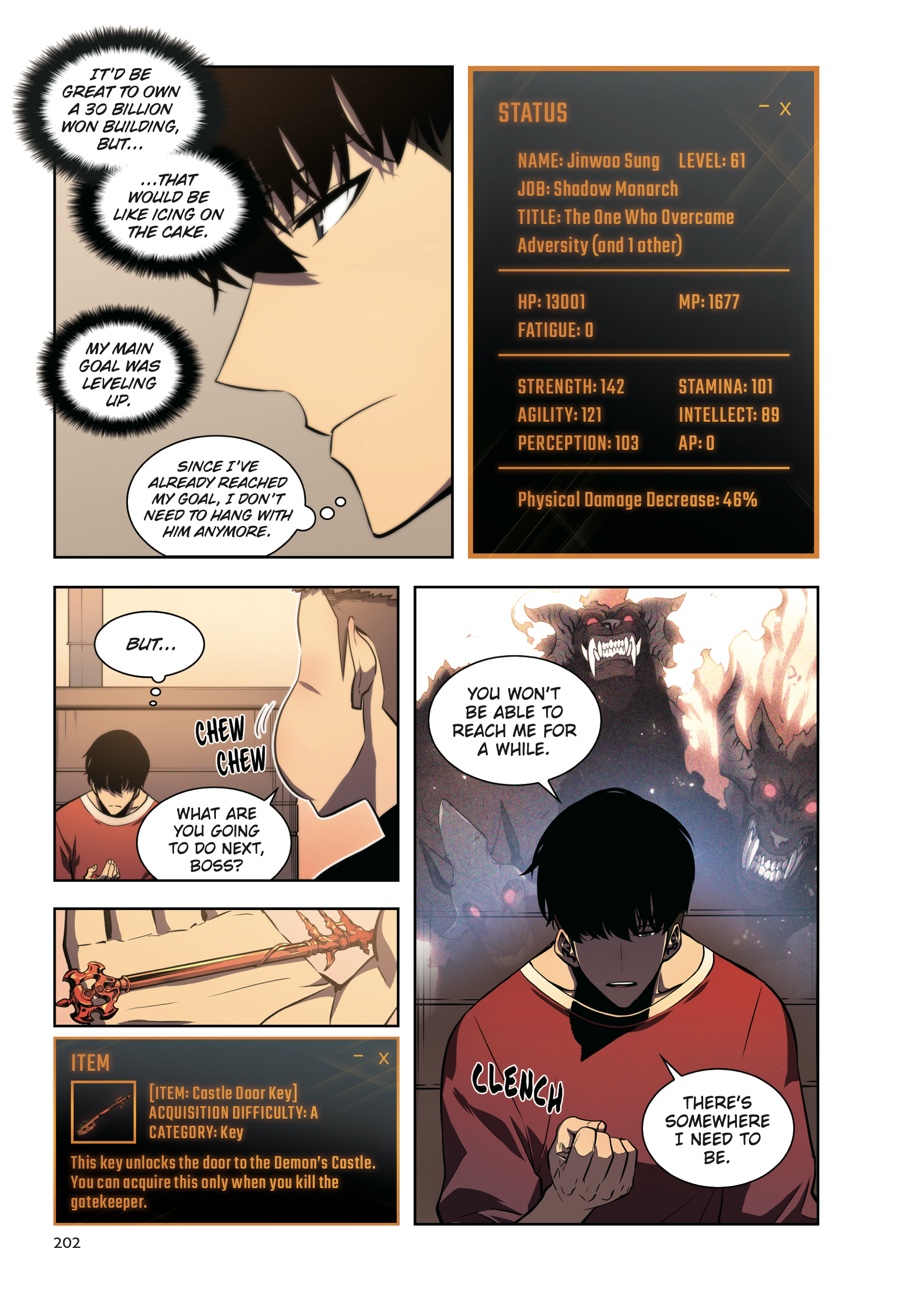 IT'D BE
GREAT TO OWN
A 30 BILLION
WON BUILDING,
BUT...
...THAT
WOULD BE
LIKE ICING ON
THE CAKE.
MY MAIN
GOAL WAS
LEVELING
UP.
SINCE I'VE
ALREADY REACHED
MY GOAL, I DON'T
NEED TO HANG WITH
HIM ANYMORE.
STATUS – x
NAME: Jinwoo Sung LEVEL: 61
JOB: Shadow Monarch
TITLE: The One Who Overcame
Adversity (and 1 other)
HP: 13001 MP: 1677
FATIGUE: 0
STRENGTH: 142 STAMINA: 101
AGILITY: 121 INTELLECT: 89
PERCEPTION: 103 AP: 0
Physical Damage Decrease: 46%
BUT...
CHEW
CHEW
WHAT ARE
YOU GOING
TO DO NEXT,
BOSS?
ITEM – x
[ITEM: Castle Door Key]
ACQUISITION DIFFICULTY: A
CATEGORY: Key
This key unlocks the door to the Demon's Castle.
You can acquire this only when you kill the
gatekeeper.
YOU WON'T
BE ABLE TO
REACH ME FOR
A WHILE.
CLENCH
THERE'S
SOMEWHERE
I NEED TO
BE.
202